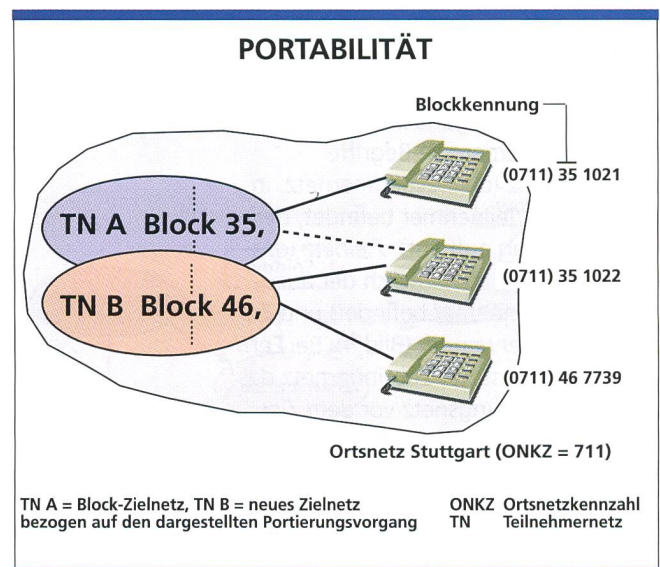 PORTABILITÄT
Blockkennung
(0711) 35 1021
TN A Block 35,
(0711) 35 1022
TN B Block 46,
(0711) 46 7739
Ortsnetz Stuttgart (ONKZ = 711)
TN A = Block-Zielnetz, TN B = neues Zielnetz
bezogen auf den dargestellten Portierungsvorgang
ONKZ Ortsnetzkennzahl
TN Teilnehmernetz